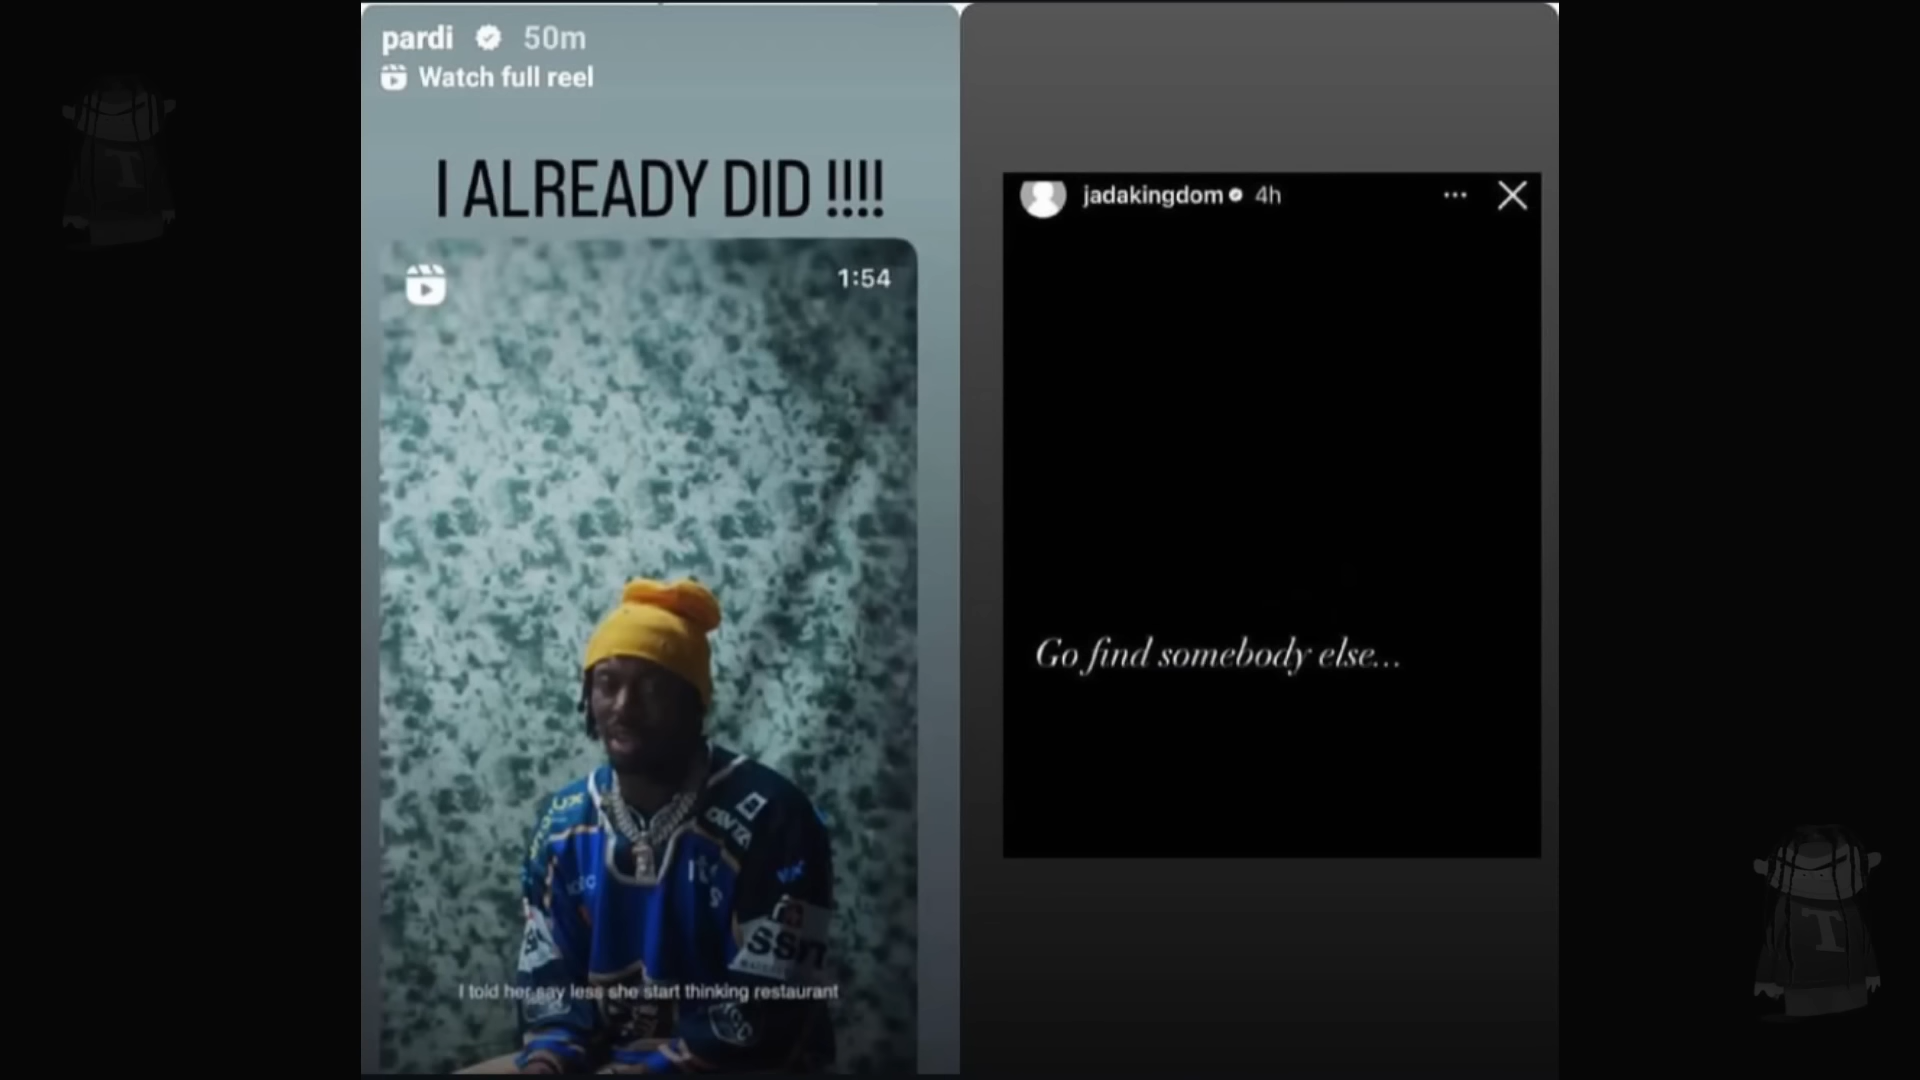 pardi 50m
Watch full reel
I ALREADY DID !!!!
1:54
SSN
I told her say less she start thinking restaurant
jadakingdom 4h
Go find somebody else...
T
T